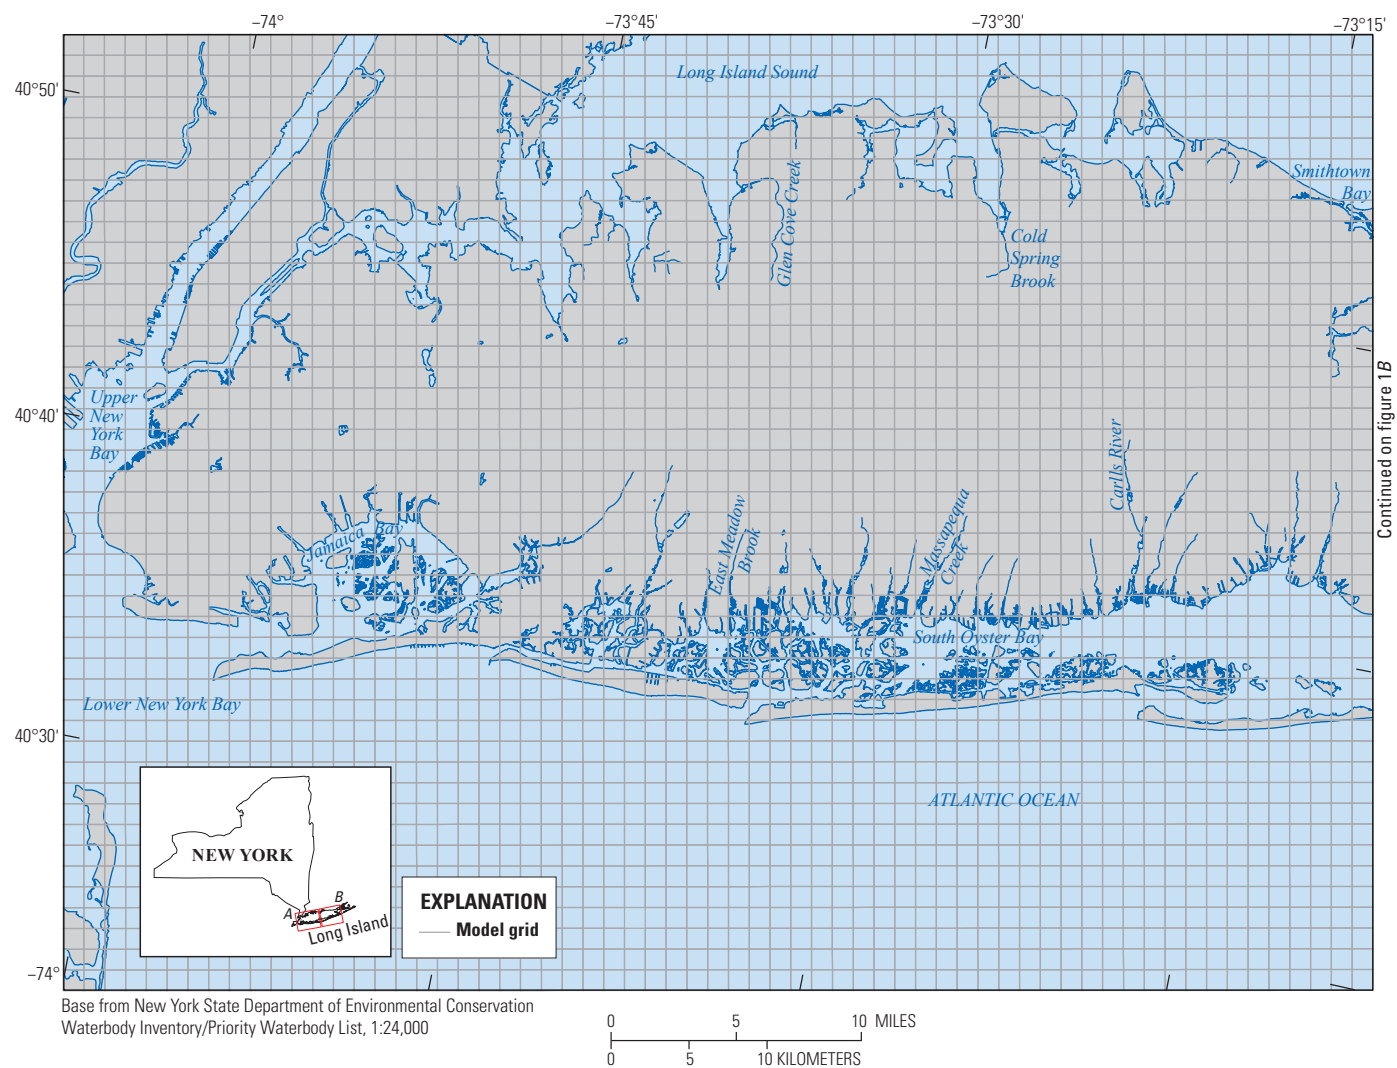 –74°
–73°45'
–73°30'
–73°15'
40°50'
40°40'
40°30'
–74°
Long Island Sound
Smithtown
Bay
Glen Cove Creek
Cold
Spring
Brook
Upper
New
York
Bay
Carlls River
Jamaica Bay
East Meadow
Brook
Massapequa
Creek
South Oyster Bay
Lower New York Bay
ATLANTIC OCEAN
Continued on figure 1B
NEW YORK
A
B
Long Island
EXPLANATION
Model grid
Base from New York State Department of Environmental Conservation
Waterbody Inventory/Priority Waterbody List, 1:24,000
0 5 10 MILES
0 5 10 KILOMETERS